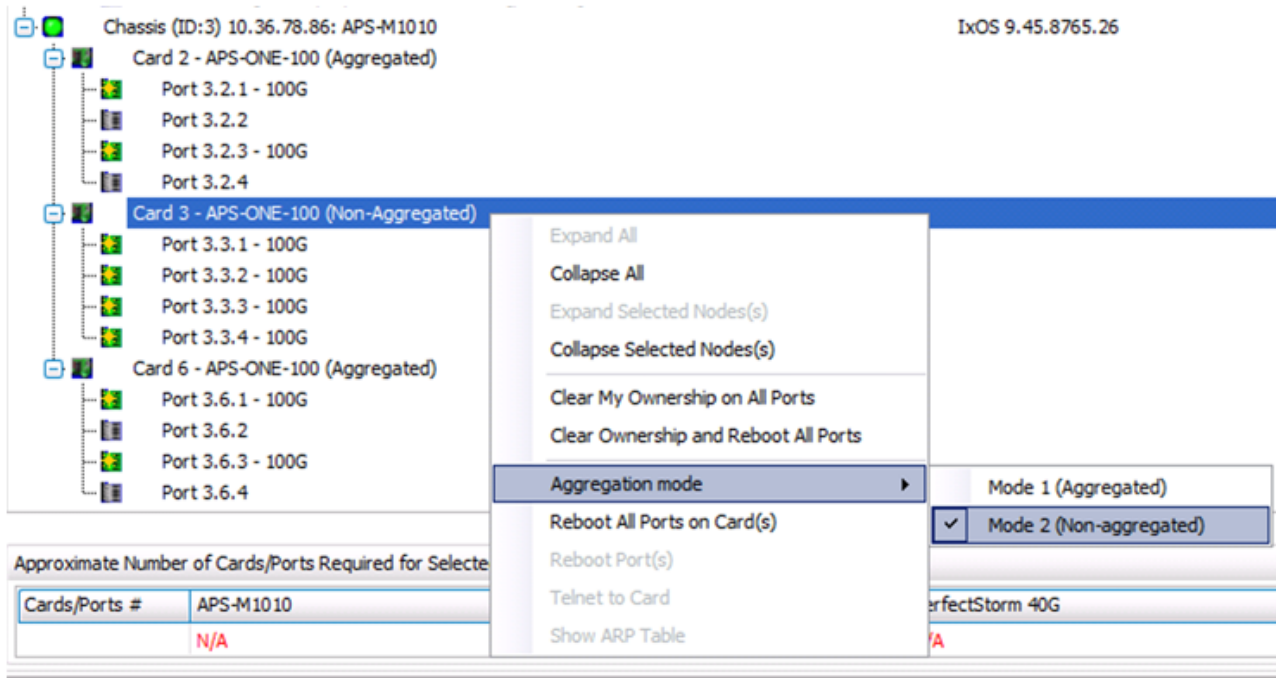 Chassis (ID:3) 10.36.78.86: APS-M1010 IxOS 9.45.8765.26
Card 2 - APS-ONE-100 (Aggregated)
Port 3.2.1 - 100G
Port 3.2.2
Port 3.2.3 - 100G
Port 3.2.4
Card 3 - APS-ONE-100 (Non-Aggregated)
Port 3.3.1 - 100G
Port 3.3.2 - 100G
Port 3.3.3 - 100G
Port 3.3.4 - 100G
Card 6 - APS-ONE-100 (Aggregated)
Port 3.6.1 - 100G
Port 3.6.2
Port 3.6.3 - 100G
Port 3.6.4
Expand All
Collapse All
Expand Selected Nodes(s)
Collapse Selected Nodes(s)
Clear My Ownership on All Ports
Clear Ownership and Reboot All Ports
Aggregation mode
Reboot All Ports on Card(s)
Reboot Port(s)
Telnet to Card
Show ARP Table
Mode 1 (Aggregated)
Mode 2 (Non-aggregated)
Approximate Number of Cards/Ports Required for Selecte
Cards/Ports # APS-M1010 erfectStorm 40G
N/A /A